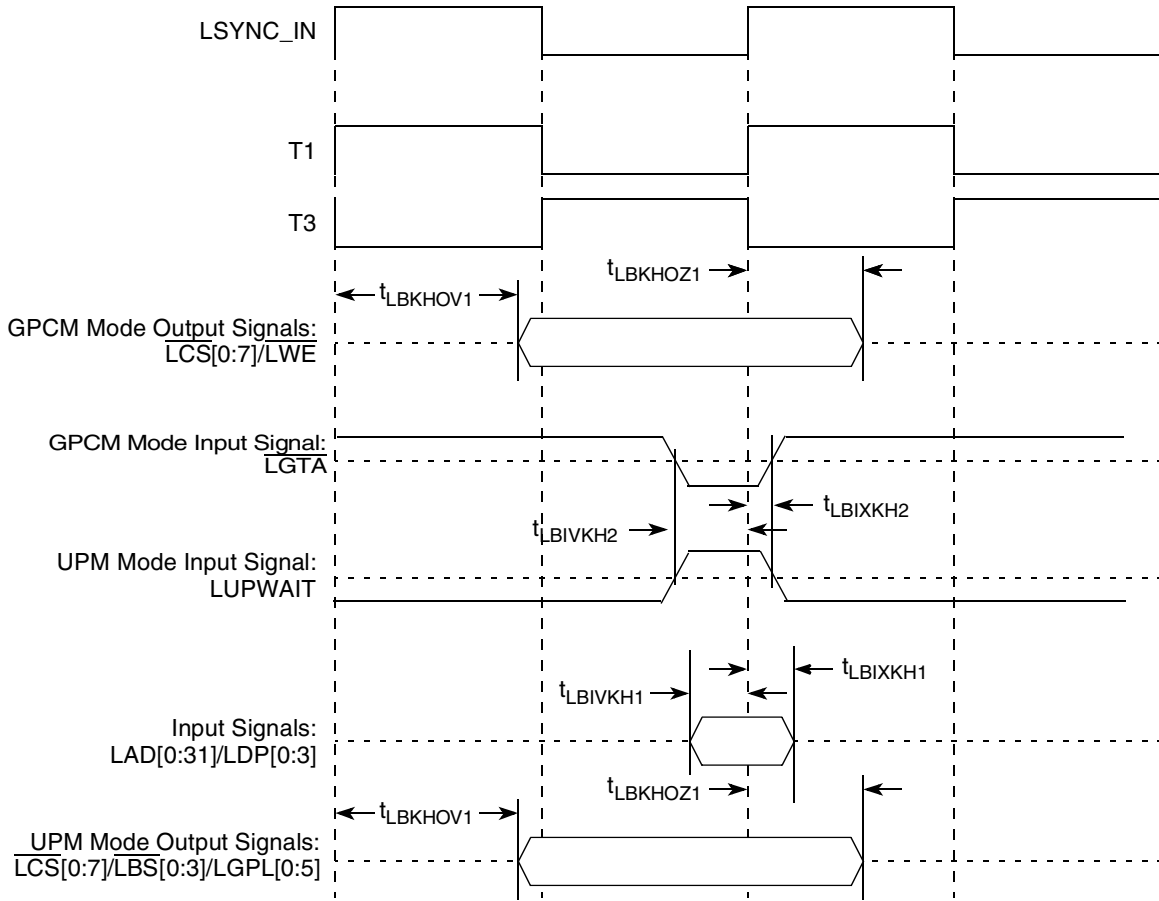 LSYNC_IN
T1
T3
tLBKHOZ1
tLBKHOV1
GPCM Mode Output Signals:
LCS[0:7]/LWE
GPCM Mode Input Signal:
LGTA
tLBIXKH2
tLBIVKH2
UPM Mode Input Signal:
LUPWAIT
tLBIXKH1
tLBIVKH1
Input Signals:
LAD[0:31]/LDP[0:3]
tLBKHOZ1
tLBKHOV1
UPM Mode Output Signals:
LCS[0:7]/LBS[0:3]/LGPL[0:5]